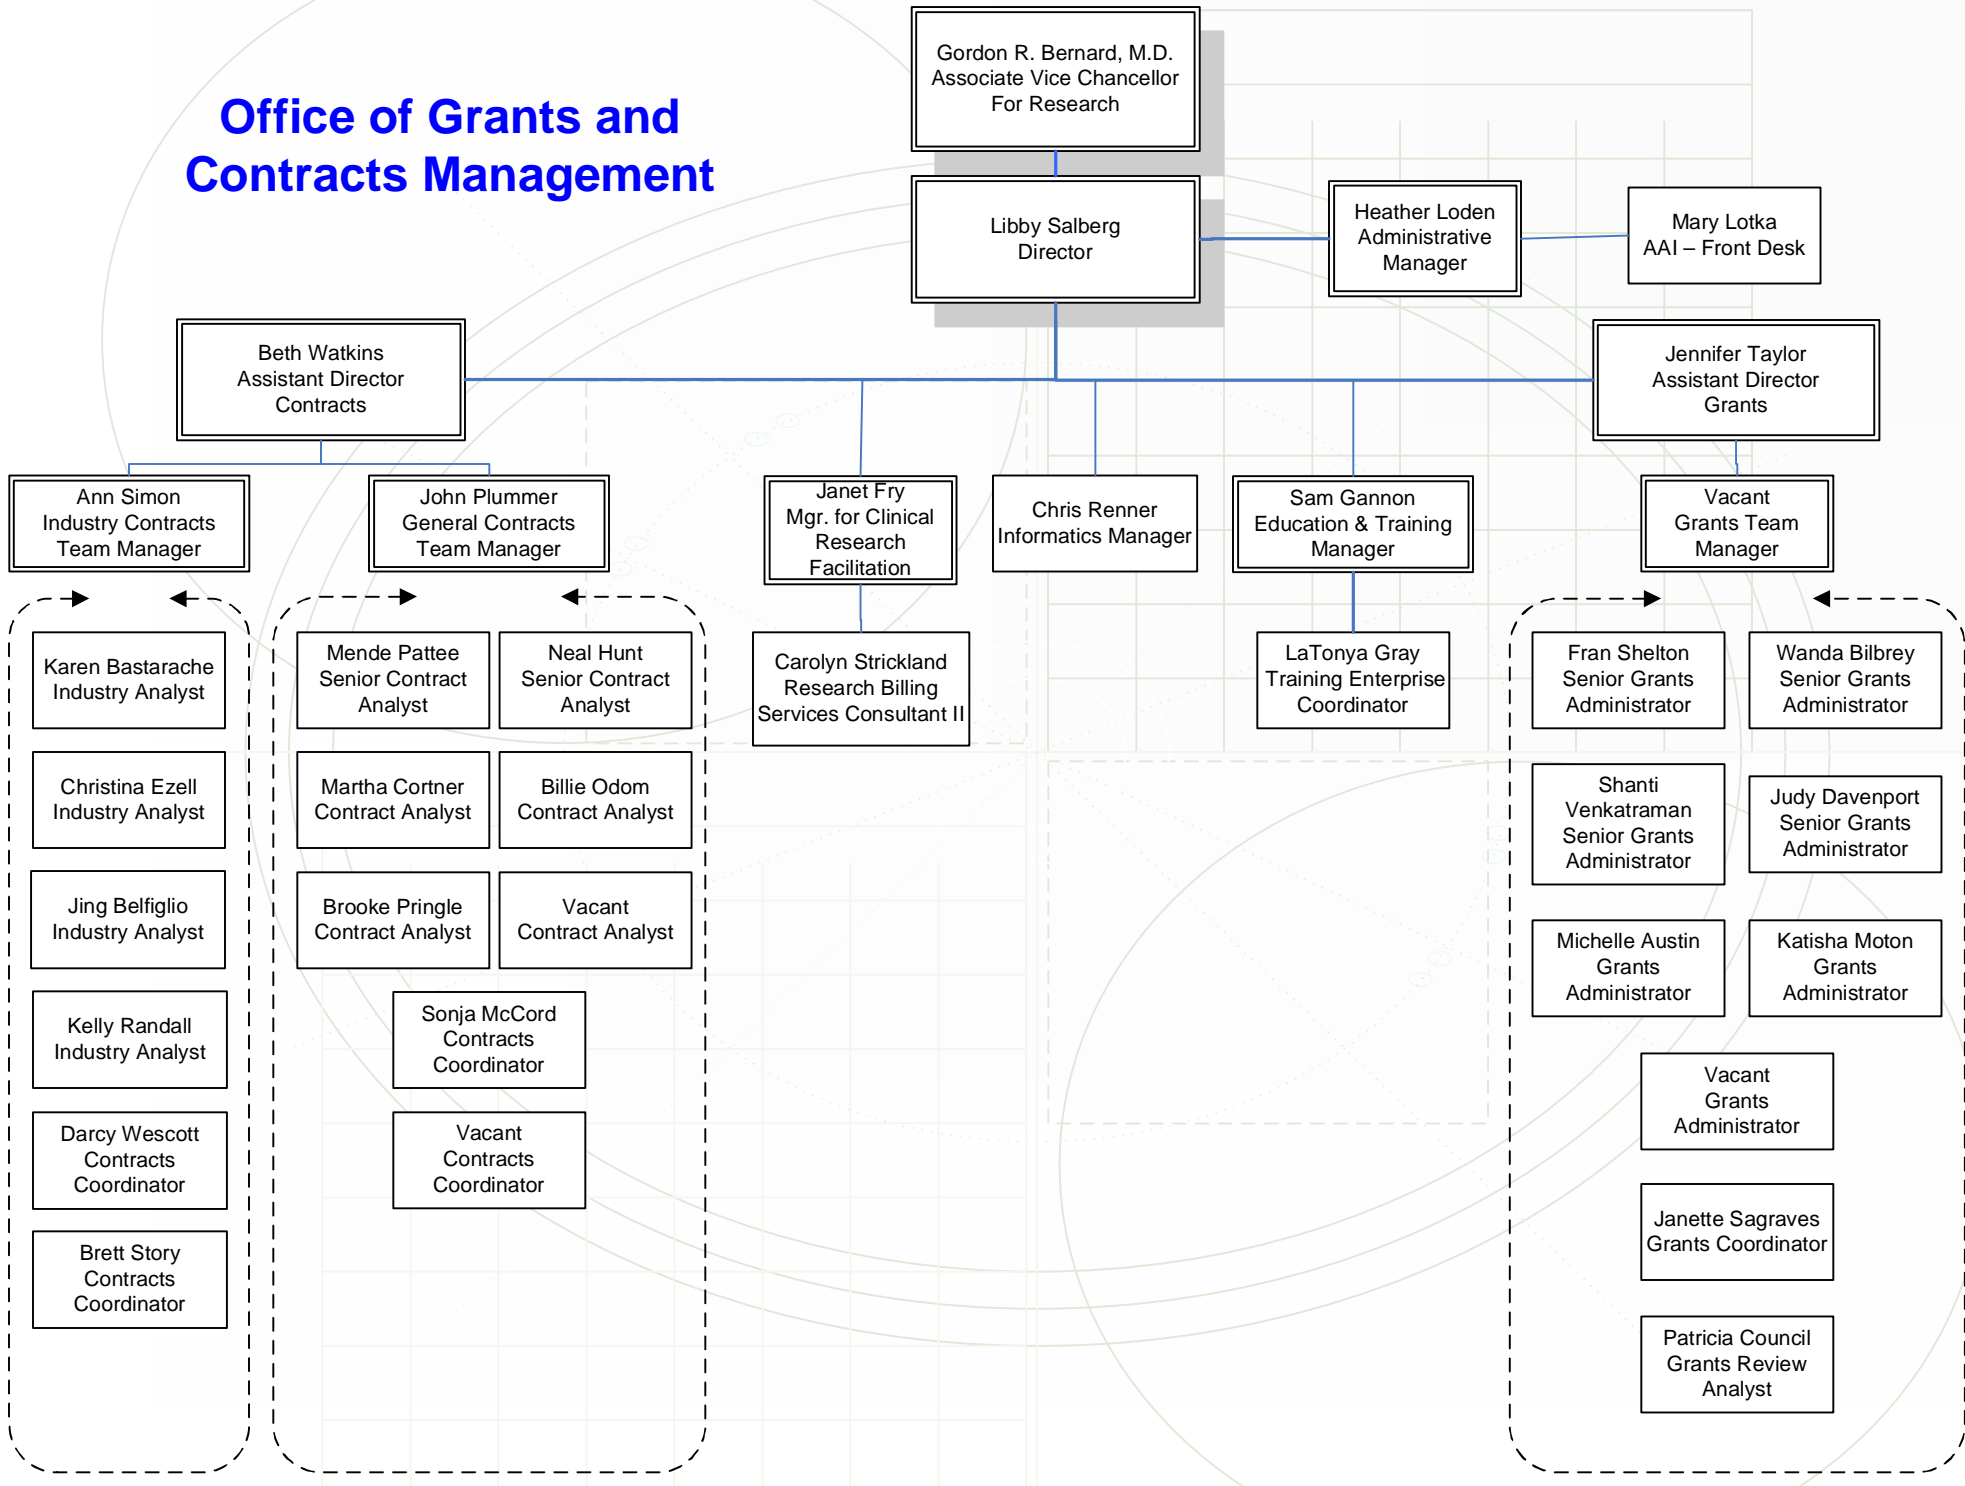 Office of Grants and
Contracts Management
Gordon R. Bernard, M.D.
Associate Vice Chancellor
For Research
Libby Salberg
Director
Heather Loden
Administrative
Manager
Mary Lotka
AAI – Front Desk
Beth Watkins
Assistant Director
Contracts
Jennifer Taylor
Assistant Director
Grants
Ann Simon
Industry Contracts
Team Manager
John Plummer
General Contracts
Team Manager
Janet Fry
Mgr. for Clinical
Research
Facilitation
Chris Renner
Informatics Manager
Sam Gannon
Education & Training
Manager
Vacant
Grants Team
Manager
Karen Bastarache
Industry Analyst
Christina Ezell
Industry Analyst
Jing Belfiglio
Industry Analyst
Kelly Randall
Industry Analyst
Darcy Wescott
Contracts
Coordinator
Brett Story
Contracts
Coordinator
Mende Pattee
Senior Contract
Analyst
Neal Hunt
Senior Contract
Analyst
Martha Cortner
Contract Analyst
Billie Odom
Contract Analyst
Brooke Pringle
Contract Analyst
Vacant
Contract Analyst
Sonja McCord
Contracts
Coordinator
Vacant
Contracts
Coordinator
Carolyn Strickland
Research Billing
Services Consultant II
LaTonya Gray
Training Enterprise
Coordinator
Fran Shelton
Senior Grants
Administrator
Wanda Bilbrey
Senior Grants
Administrator
Shanti
Venkatraman
Senior Grants
Administrator
Judy Davenport
Senior Grants
Administrator
Michelle Austin
Grants
Administrator
Katisha Moton
Grants
Administrator
Vacant
Grants
Administrator
Janette Sagraves
Grants Coordinator
Patricia Council
Grants Review
Analyst